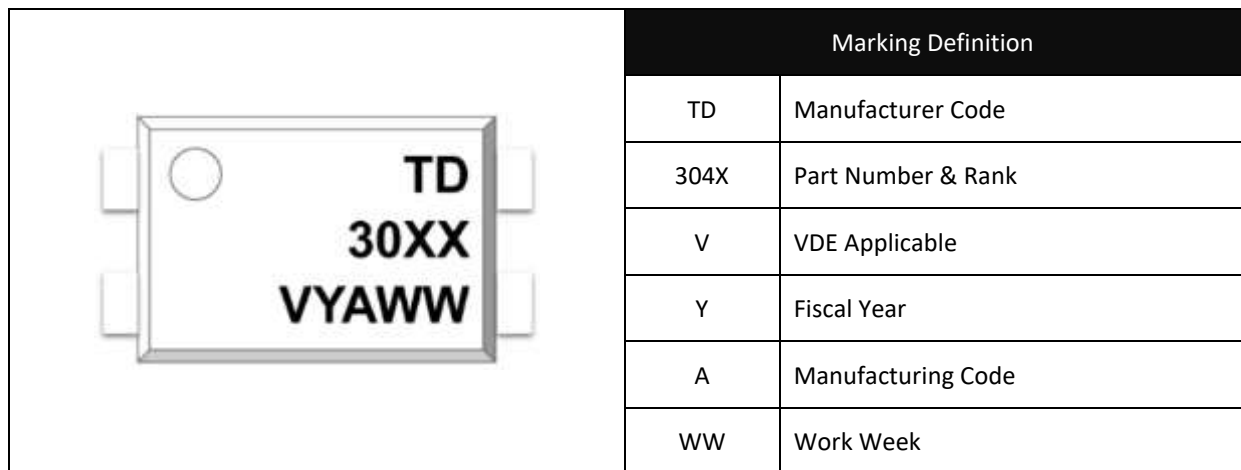 TD
30XX
VYAWW
Marking Definition
TD Manufacturer Code
304X Part Number & Rank
V VDE Applicable
Y Fiscal Year
A Manufacturing Code
WW Work Week